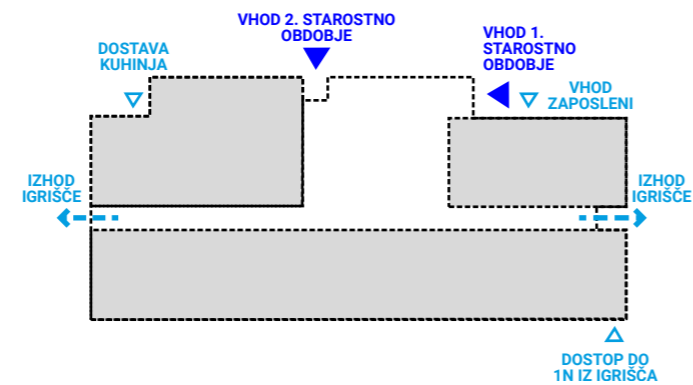 VHOD 2. STAROSTNO
OBDOBJE
VHOD 1.
STAROSTNO
OBDOBJE
DOSTAVA
KUHINJA
VHOD
ZAPOSLENI
IZHOD
IGRIŠČE
IZHOD
IGRIŠČE
DOSTOP DO
1N IZ IGRIŠČA